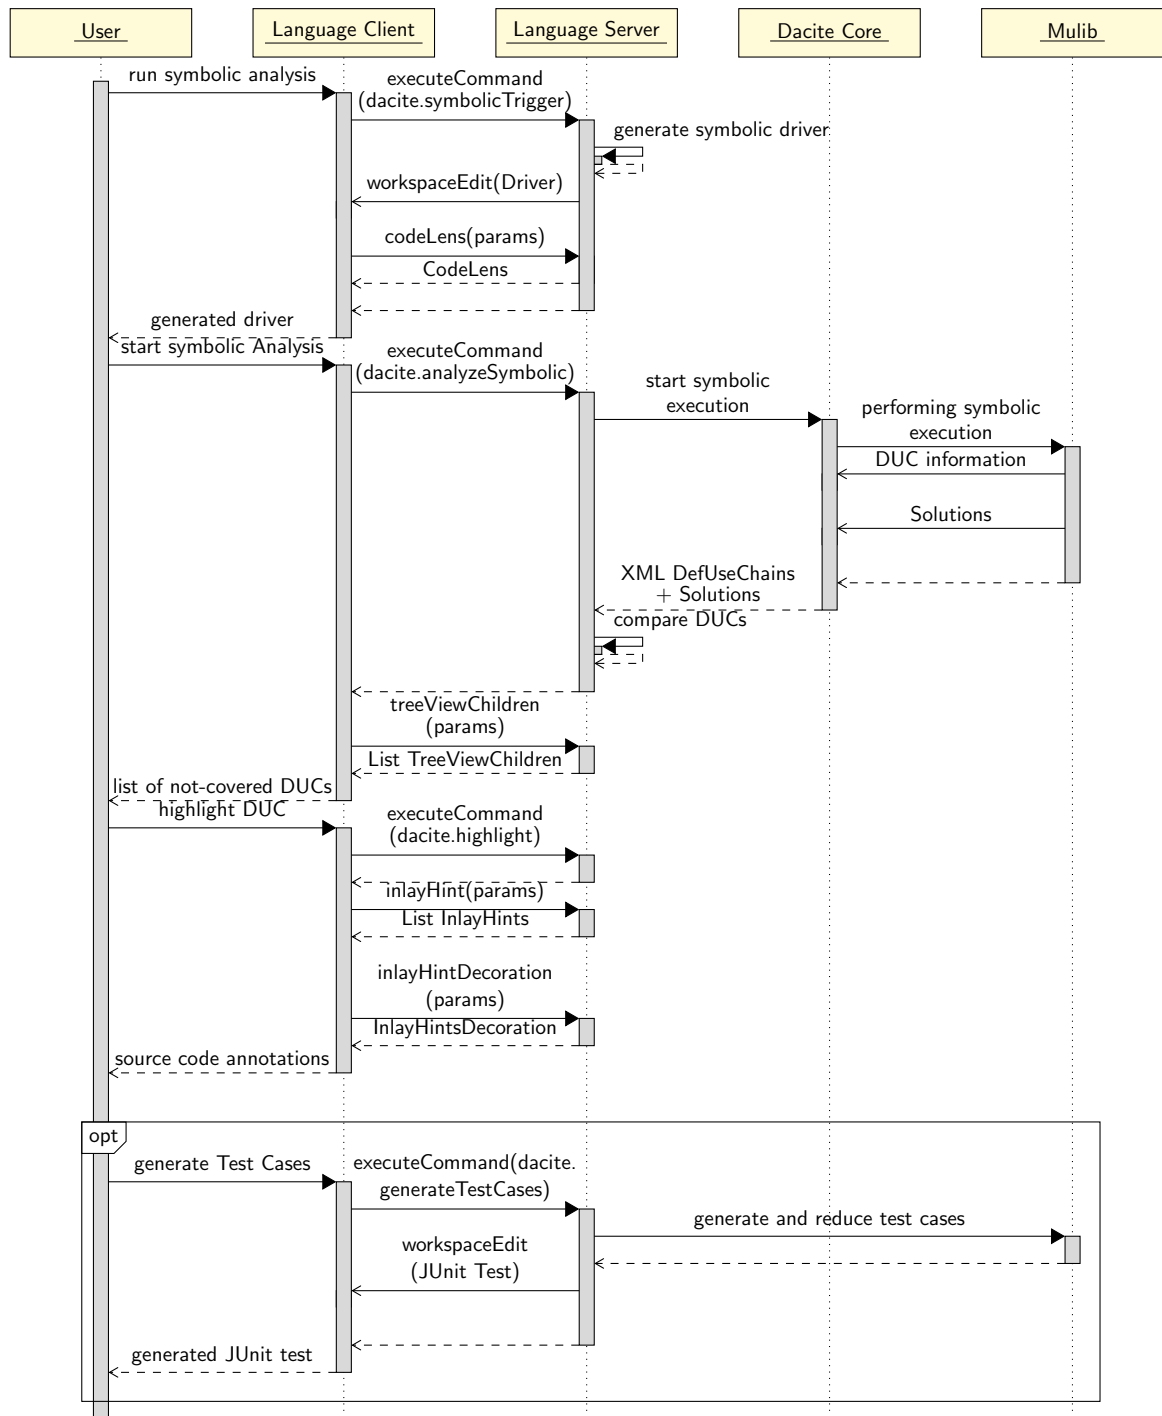 User
Language Client
Language Server
Dacite Core
Mulib
run symbolic analysis
executeCommand
(dacite.symbolicTrigger)
generate symbolic driver
workspaceEdit(Driver)
codeLens(params)
CodeLens
generated driver
start symbolic Analysis
executeCommand
(dacite.analyzeSymbolic)
start symbolic
execution
performing symbolic
execution
DUC information
Solutions
XML DefUseChains
+ Solutions
compare DUCs
treeViewChildren
(params)
List TreeViewChildren
list of not-covered DUCs
highlight DUC
executeCommand
(dacite.highlight)
inlayHint(params)
List InlayHints
inlayHintDecoration
(params)
InlayHintsDecoration
source code annotations
opt
generate Test Cases
executeCommand(dacite.
generateTestCases)
generate and reduce test cases
workspaceEdit
(JUnit Test)
generated JUnit test